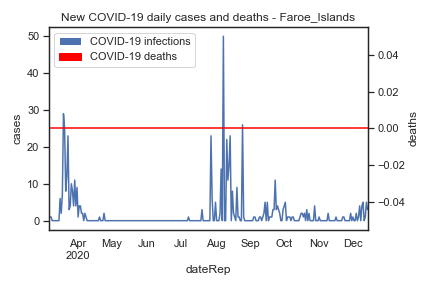 New COVID-19 daily cases and deaths - Faroe_Islands
COVID-19 infections
COVID-19 deaths
50
40
30
20
10
0
cases
0.04
0.02
0.00
−0.02
−0.04
deaths
Apr May Jun Jul Aug Sep Oct Nov Dec
2020
dateRep